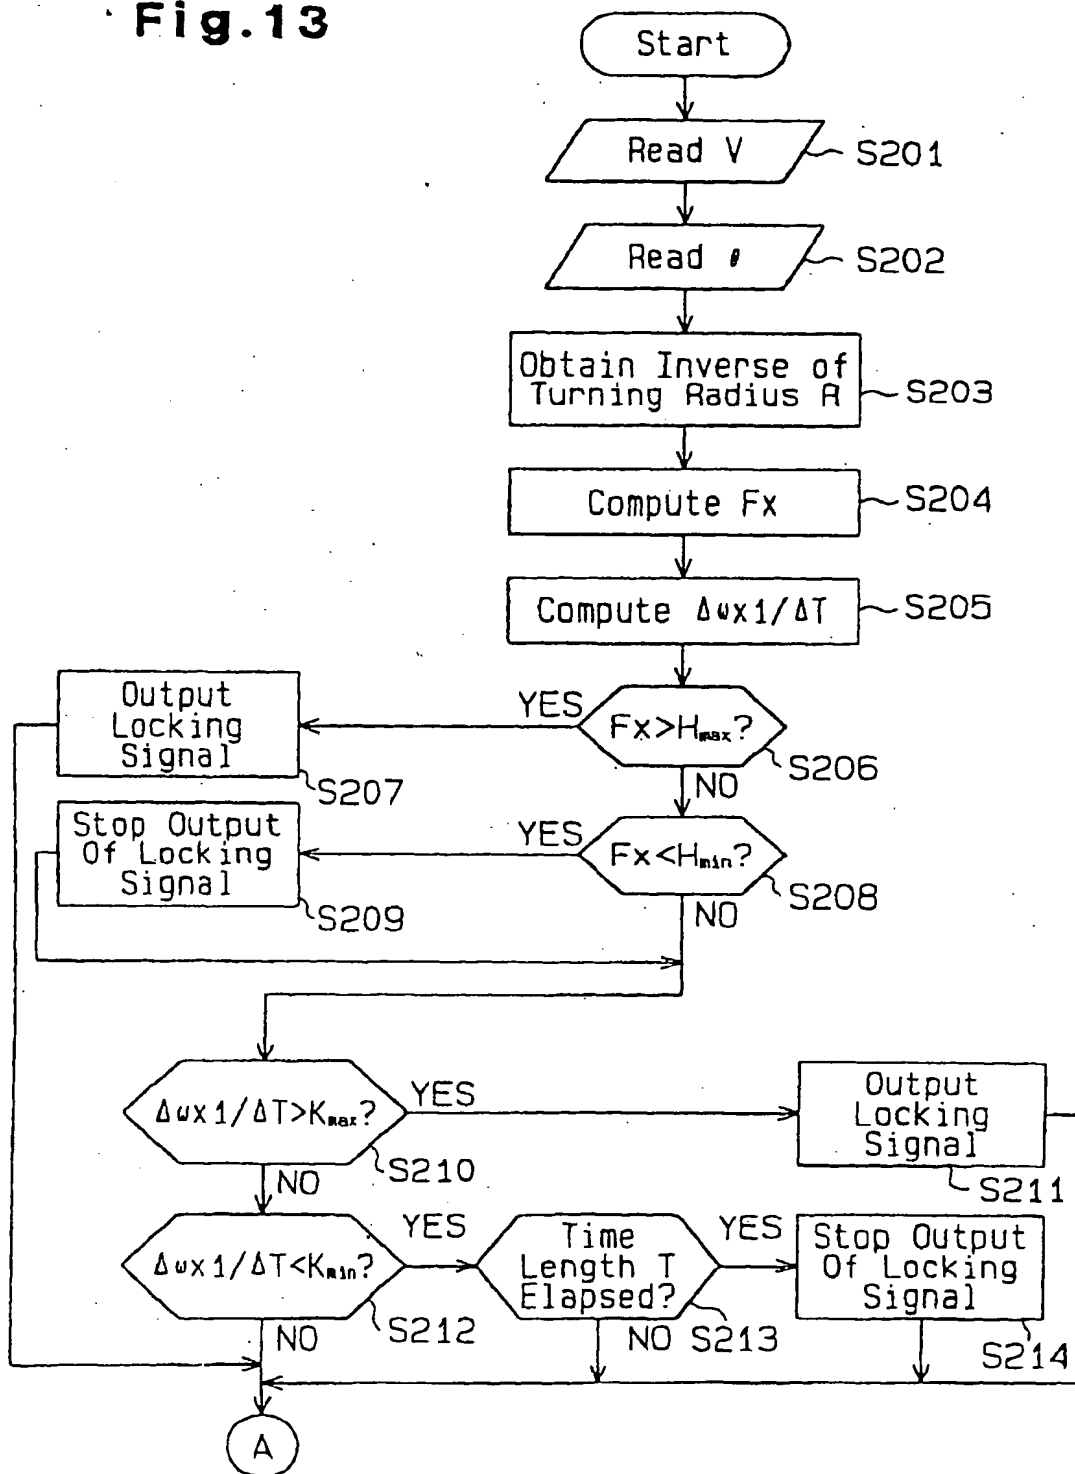 Fig.13
Start
Read V
S201
Read θ
S202
Obtain Inverse of
Turning Radius R
S203
Compute Fx
S204
Compute Δωx1/ΔT
S205
Output
Locking
Signal
S207
YES
Fx>Hmax?
S206
NO
Stop Output
Of Locking
Signal
S209
YES
Fx<Hmin?
S208
NO
Δωx1/ΔT>Kmax?
YES
S210
NO
Output
Locking
Signal
S211
Δωx1/ΔT<Kmin?
YES
S212
NO
Time
Length T
Elapsed?
YES
NO
S213
Stop Output
Of Locking
Signal
S214
A